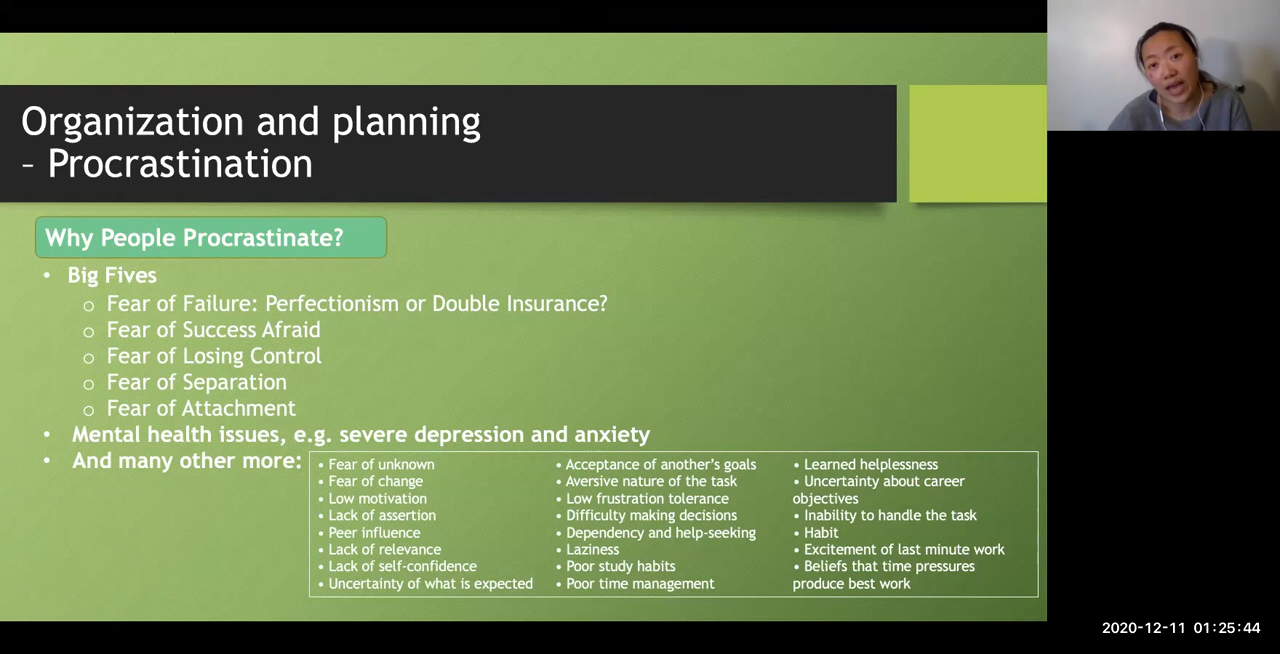 Organization and planning
– Procrastination
Why People Procrastinate?
• Big Fives
o Fear of Failure: Perfectionism or Double Insurance?
o Fear of Success Afraid
o Fear of Losing Control
o Fear of Separation
o Fear of Attachment
• Mental health issues, e.g. severe depression and anxiety
• And many other more:
• Fear of unknown
• Fear of change
• Low motivation
• Lack of assertion
• Peer influence
• Lack of relevance
• Lack of self-confidence
• Uncertainty of what is expected
• Acceptance of another's goals
• Aversive nature of the task
• Low frustration tolerance
• Difficulty making decisions
• Dependency and help-seeking
• Laziness
• Poor study habits
• Poor time management
• Learned helplessness
• Uncertainty about career
objectives
• Inability to handle the task
• Habit
• Excitement of last minute work
• Beliefs that time pressures
produce best work
2020-12-11 01:25:44